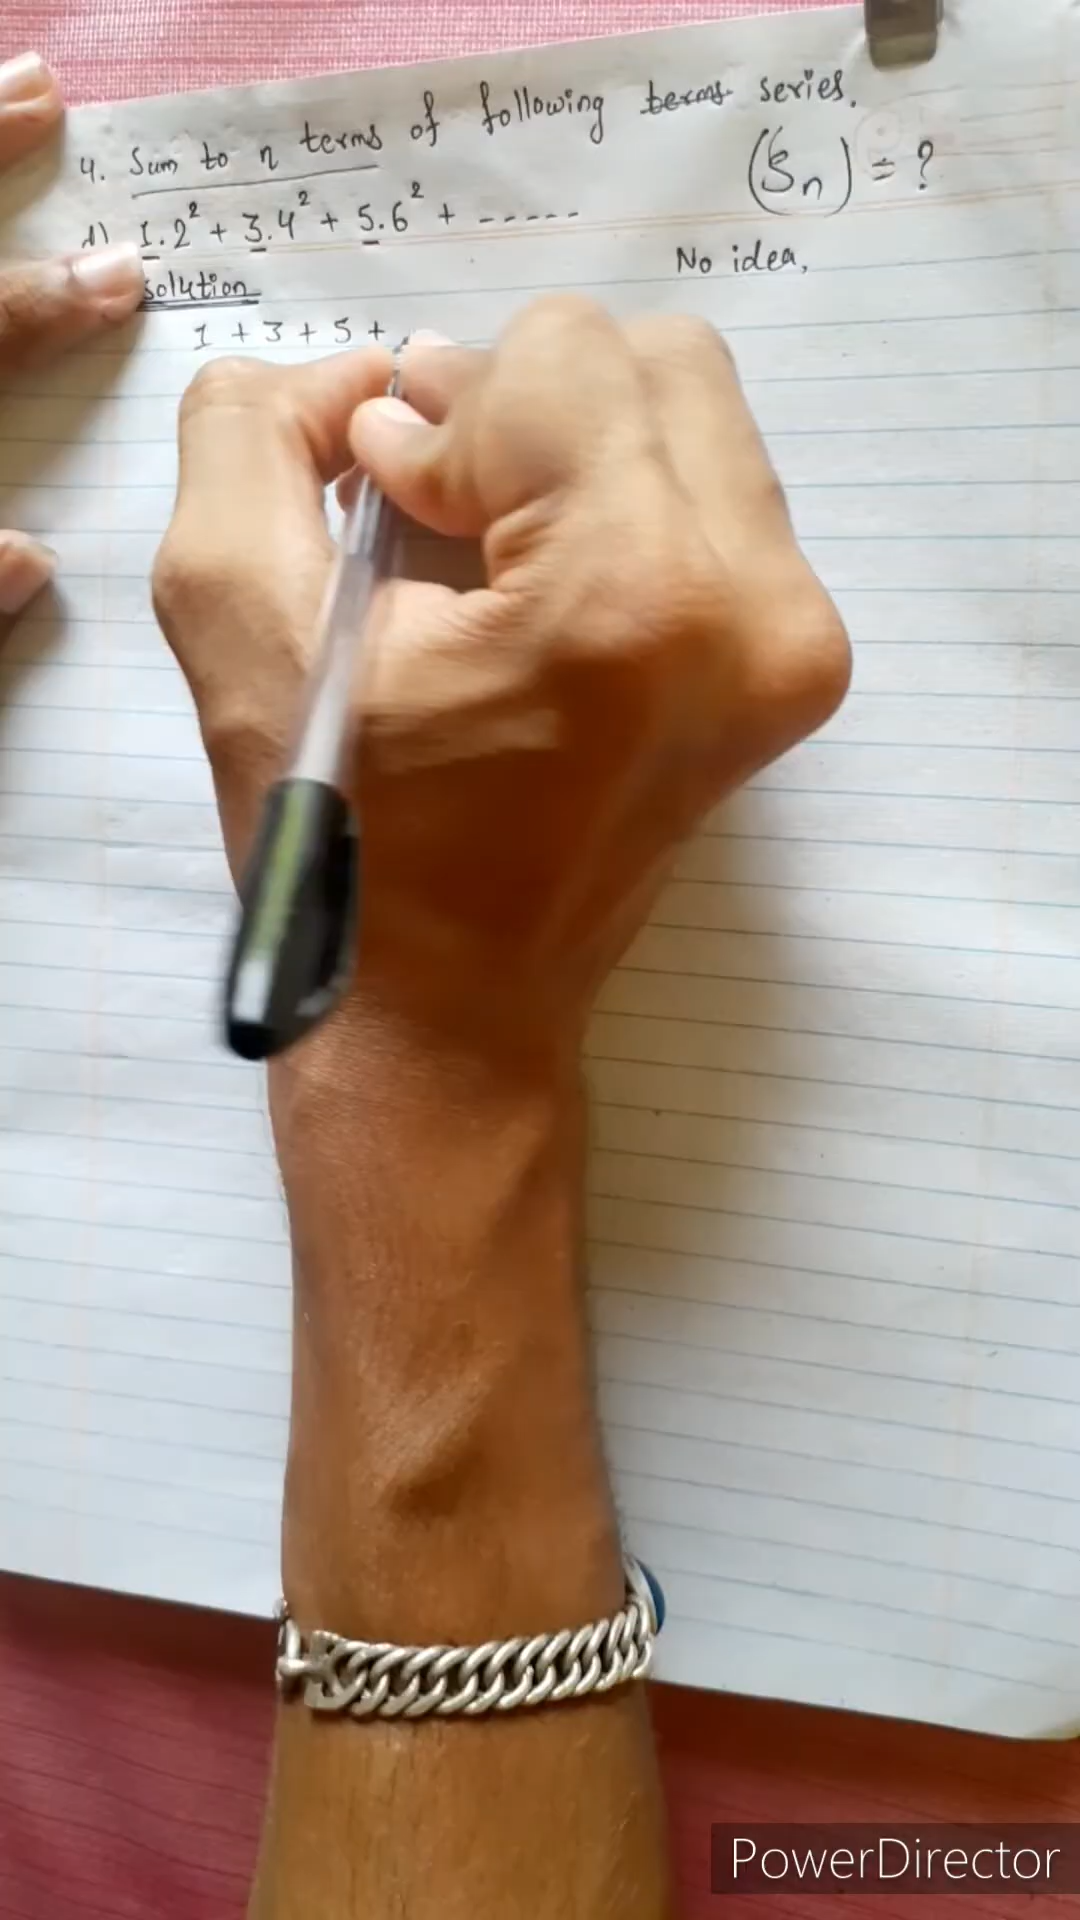 4. Sum to n terms of following terms series.
(Sn) = ?
d) 1.2² + 3.4² + 5.6² + -----
No idea,
solution
1 + 3 + 5 +
PowerDirector